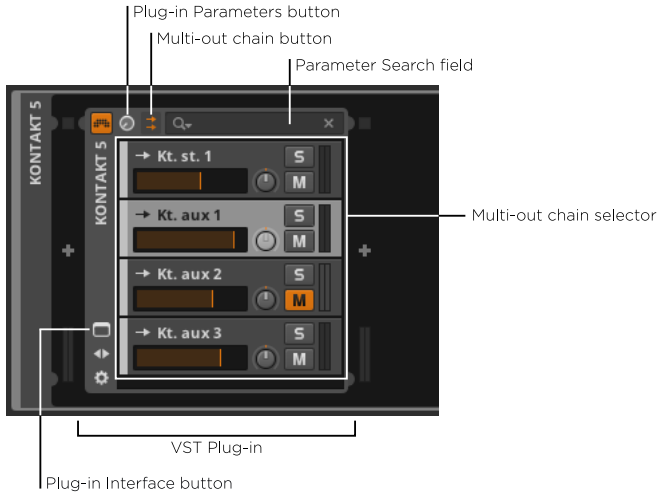 Plug-in Parameters button
Multi-out chain button
Parameter Search field
KONTAKT 5
KONTAKT 5
Kt. st. 1
S
M
Kt. aux 1
S
M
Multi-out chain selector
Kt. aux 2
S
M
Kt. aux 3
S
M
VST Plug-in
Plug-in Interface button